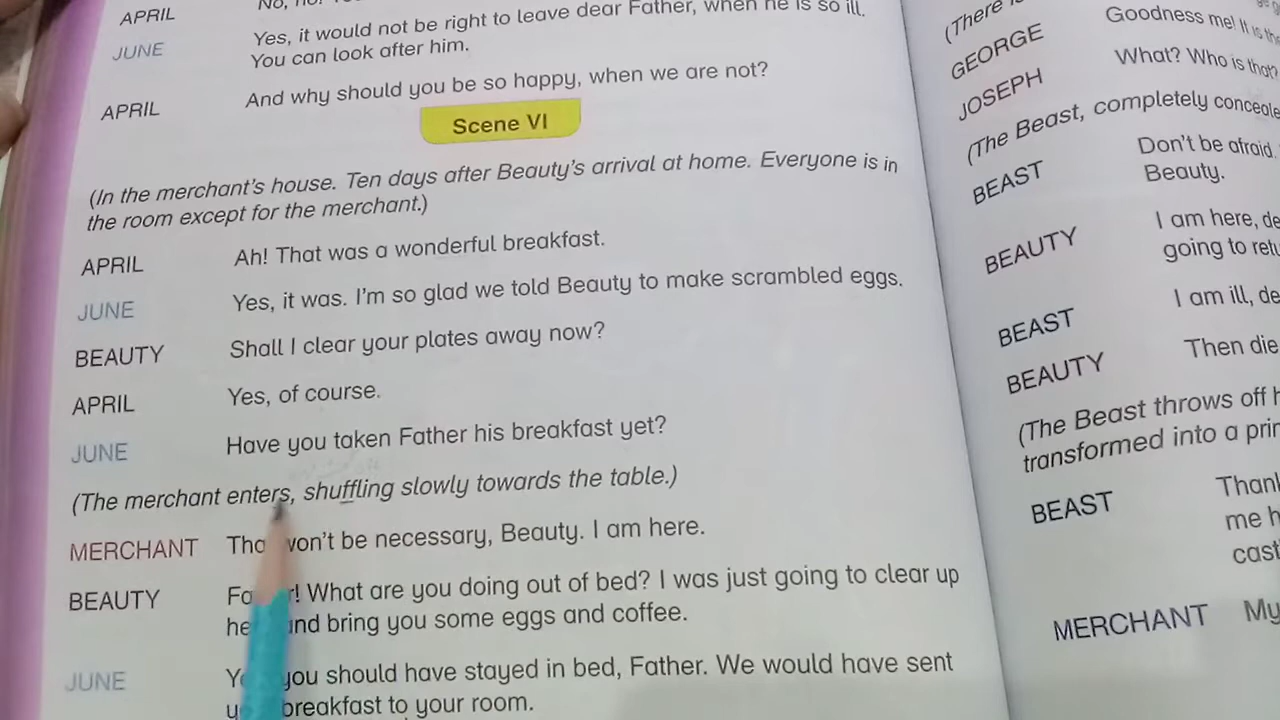 APRIL No,
JUNE Yes, it would not be right to leave dear Father, when he is so ill.
You can look after him.
APRIL And why should you be so happy, when we are not?
Scene VI
(In the merchant's house. Ten days after Beauty's arrival at home. Everyone is in
the room except for the merchant.)
APRIL Ah! That was a wonderful breakfast.
JUNE Yes, it was. I'm so glad we told Beauty to make scrambled eggs.
BEAUTY Shall I clear your plates away now?
APRIL Yes, of course.
JUNE Have you taken Father his breakfast yet?
(The merchant enters, shuffling slowly towards the table.)
MERCHANT won't be necessary, Beauty. I am here.
BEAUTY What are you doing out of bed? I was just going to clear up
and bring you some eggs and coffee.
JUNE you should have stayed in bed, Father. We would have sent
breakfast to your room.
(There
GEORGE Goodness me! It is
JOSEPH What? Who is that?
(The Beast, completely
BEAST Don't be afraid,
Beauty.
BEAUTY I am here,
going to
BEAST I am ill,
BEAUTY Then die
(The Beast throws off
transformed into a
BEAST
me
MERCHANT My